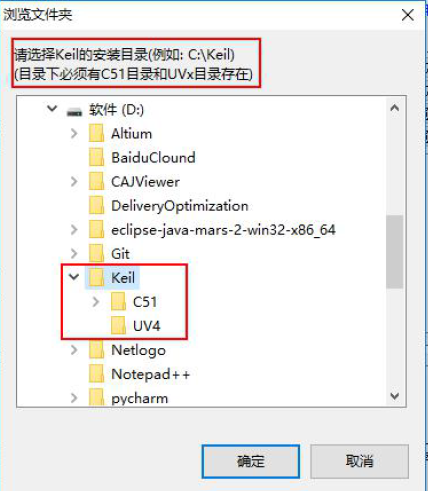 浏览文件夹
请选择Keil的安装目录(例如: C:\Keil)
(目录下必须有C51目录和UVx目录存在)
软件 (D:)
Altium
BaiduClound
CAJViewer
DeliveryOptimization
eclipse-java-mars-2-win32-x86_64
Git
Keil
C51
UV4
Netlogo
Notepad++
pycharm
确定
取消